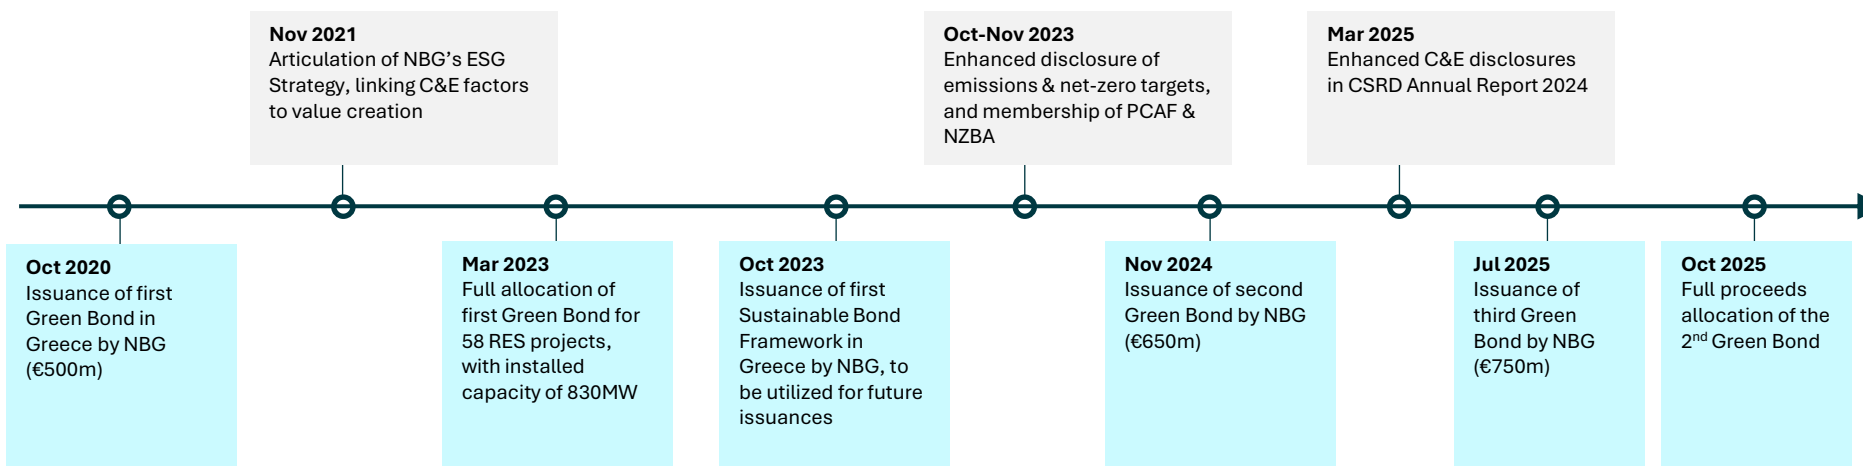 Nov 2021
Articulation of NBG's ESG
Strategy, linking C&E factors
to value creation
Oct-Nov 2023
Enhanced disclosure of
emissions & net-zero targets,
and membership of PCAF &
NZBA
Mar 2025
Enhanced C&E disclosures
in CSRD Annual Report 2024
Oct 2020
Issuance of first
Green Bond in
Greece by NBG
(€500m)
Mar 2023
Full allocation of
first Green Bond for
58 RES projects,
with installed
capacity of 830MW
Oct 2023
Issuance of first
Sustainable Bond
Framework in
Greece by NBG, to
be utilized for future
issuances
Nov 2024
Issuance of second
Green Bond by NBG
(€650m)
Jul 2025
Issuance of
third Green
Bond by NBG
(€750m)
Oct 2025
Full proceeds
allocation of the
2nd Green Bond